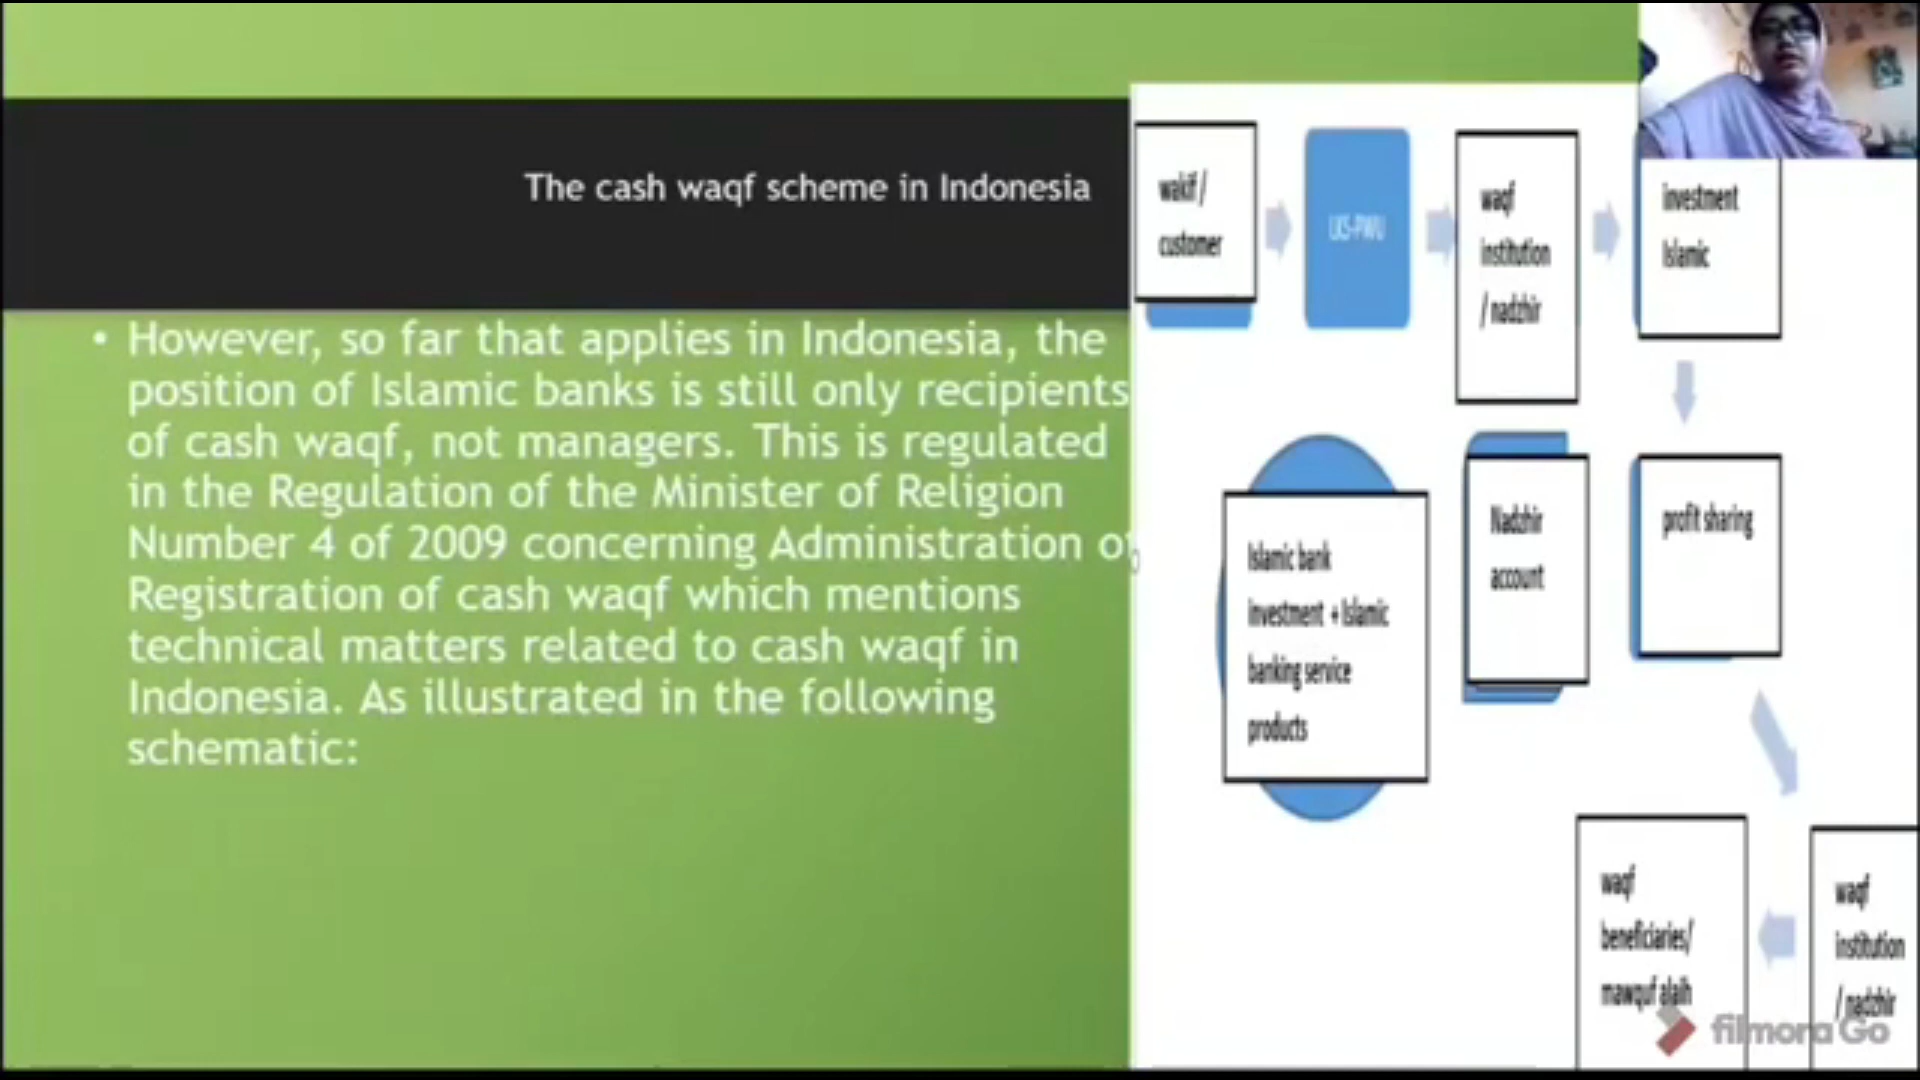 The cash waqf scheme in Indonesia
• However, so far that applies in Indonesia, the
position of Islamic banks is still only recipients
of cash waqf, not managers. This is regulated
in the Regulation of the Minister of Religion
Number 4 of 2009 concerning Administration of
Registration of cash waqf which mentions
technical matters related to cash waqf in
Indonesia. As illustrated in the following
schematic:
wakif /
customer
LKS-PWU
waqf
institution
/ nadzhir
investment
Islamic
Islamic bank
investment + Islamic
banking service
products
Nadzhir
account
profit sharing
waqf
beneficiaries/
mawquf alaih
waqf
institution
/ nadzhir
filmora Go